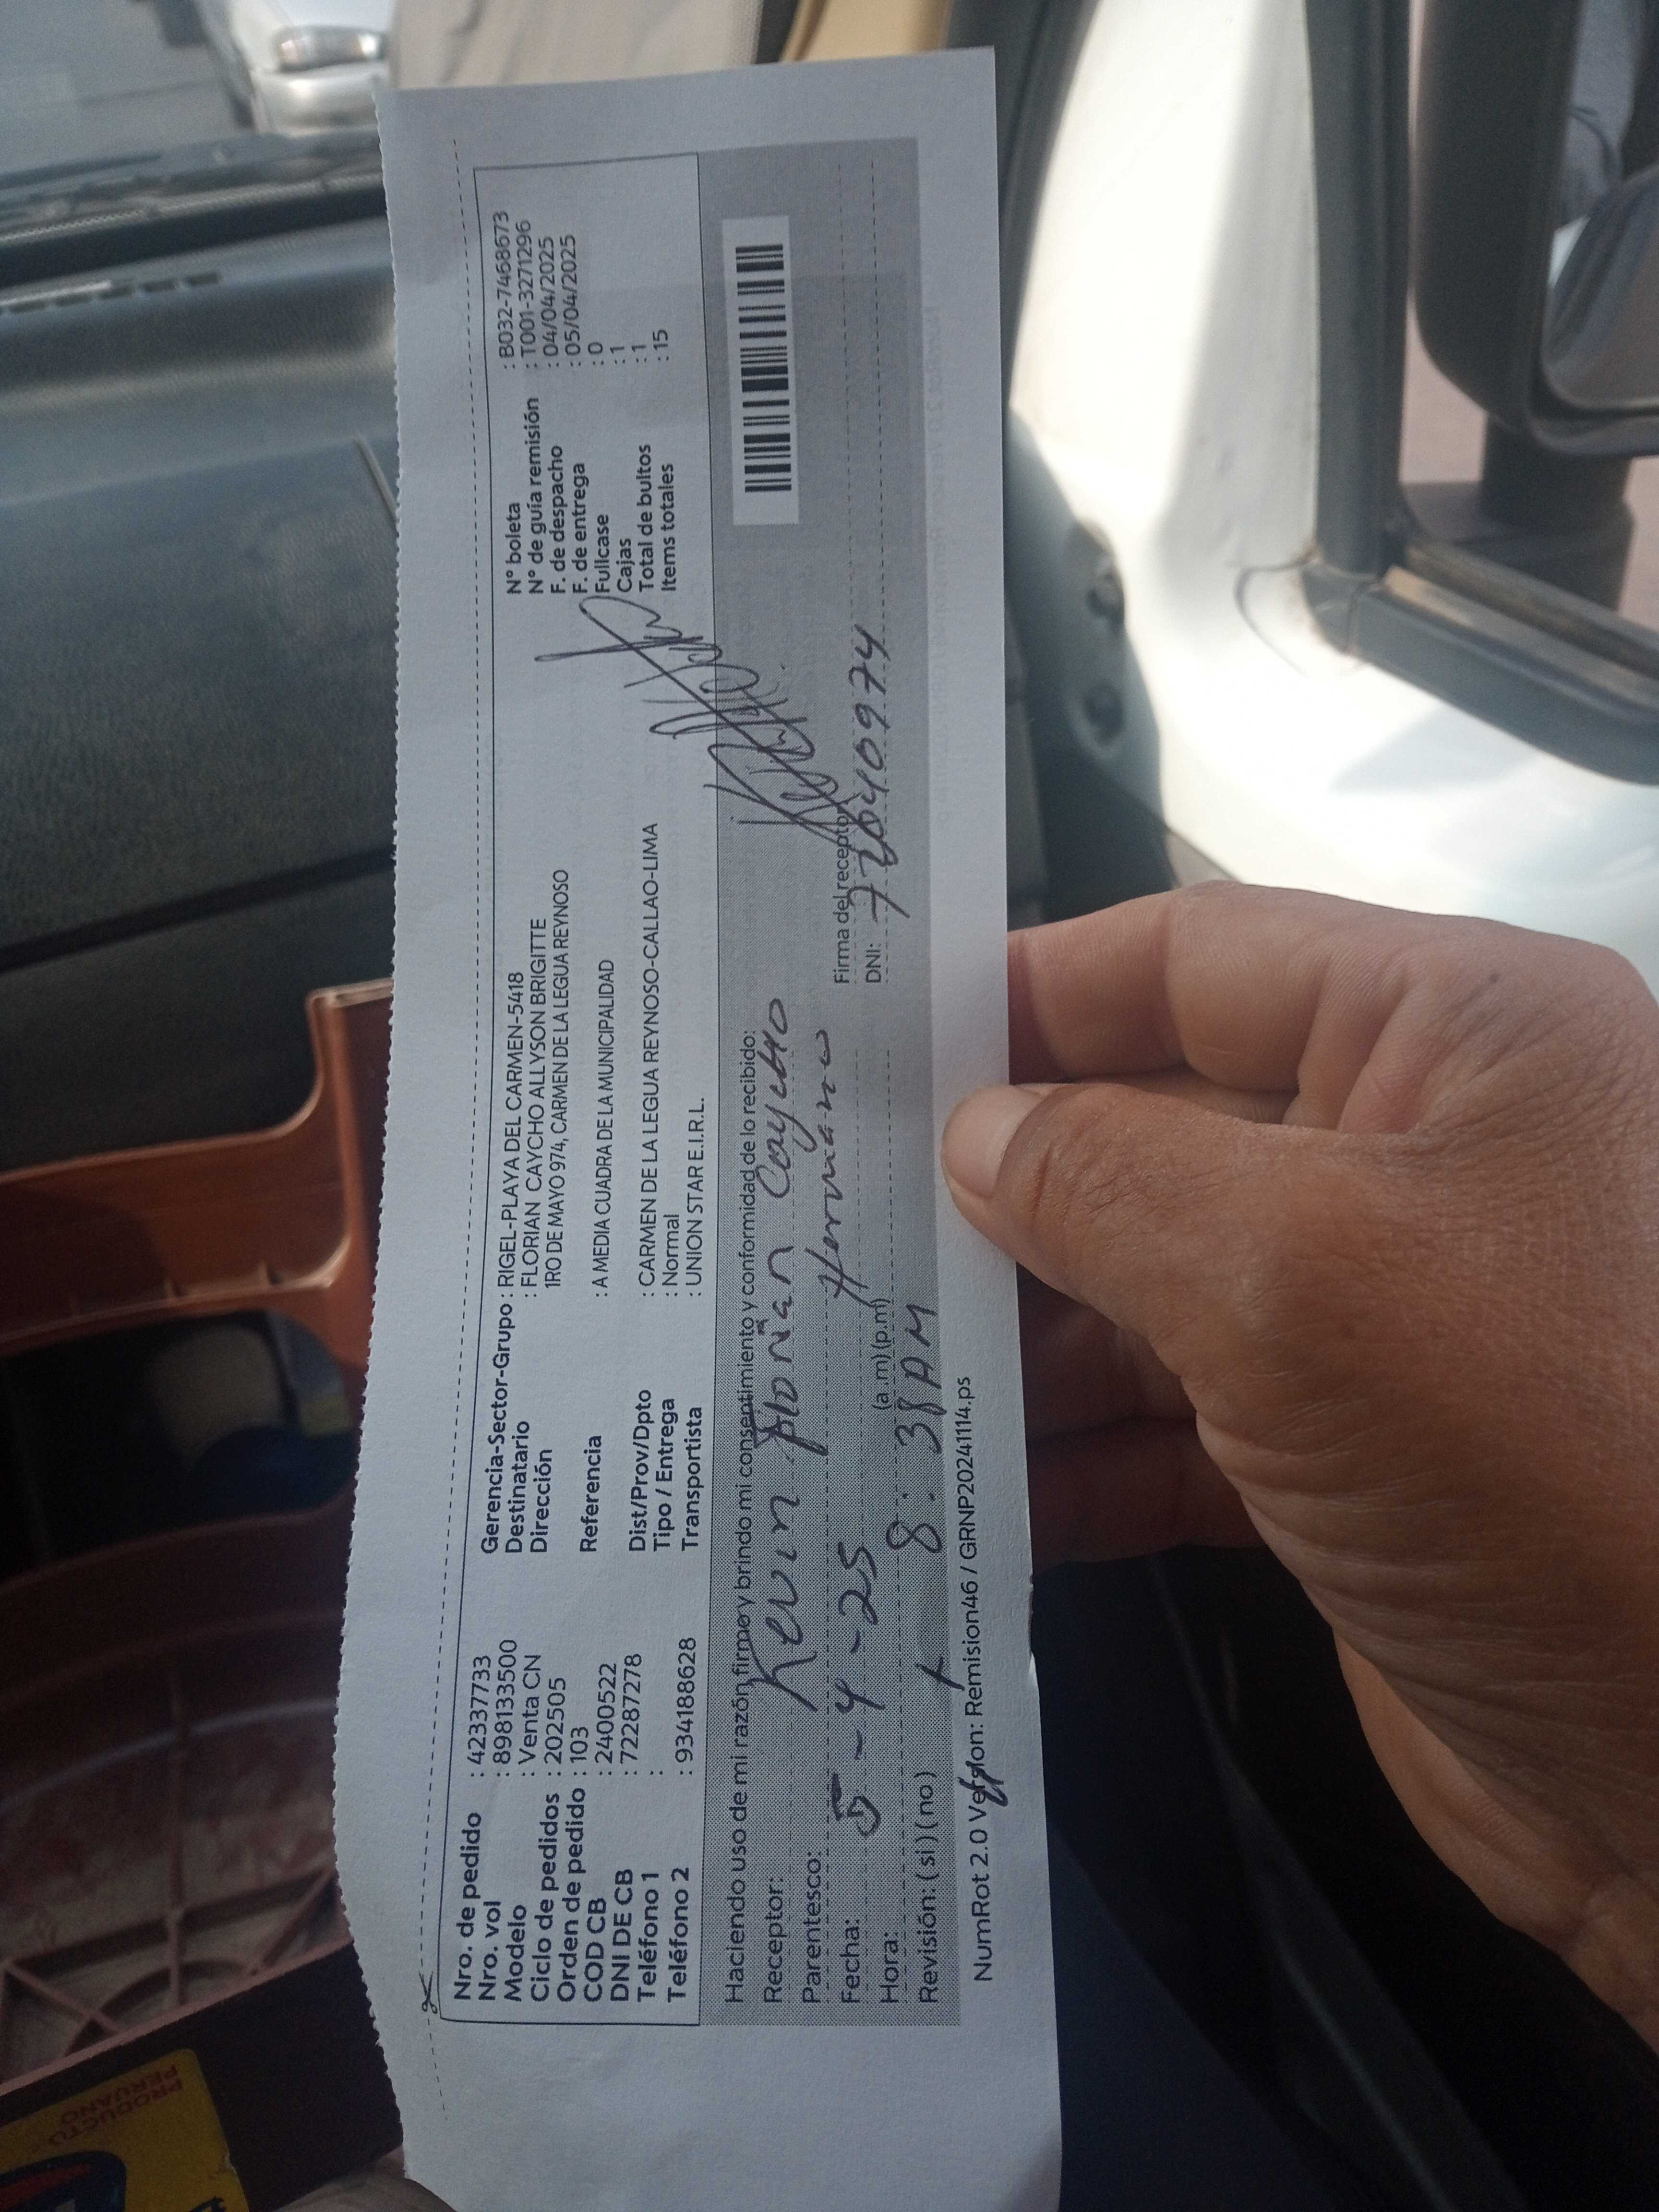 Nro. de pedido : 42337733
Nro. vol : 898133500
Modelo : Venta CN
Ciclo de pedidos : 202505
Orden de pedido : 103
COD CB : 2400522
DNI DE CB : 72287278
Teléfono 1 :
Teléfono 2 : 934188628
Gerencia-Sector-Grupo : RIGEL-PLAYA DEL CARMEN-5418
Destinatario : FLORIAN CAYCHO ALLYSON BRIGITTE
Dirección 1RO DE MAYO 974, CARMEN DE LA LEGUA REYNOSO
Referencia : A MEDIA CUADRA DE LA MUNICIPALIDAD
Dist/Prov/Dpto : CARMEN DE LA LEGUA REYNOSO-CALLAO-LIMA
Tipo / Entrega : Normal
Transportista : UNION STAR E.I.R.L.
N° boleta : B032-7468673
N° de guía remisión : T001-3271296
F. de despacho : 04/04/2025
F. de entrega : 05/04/2025
Fullcase : 0
Cajas : 1
Total de bultos : 1
Items totales : 15
Haciendo uso de mi razón, firmo y brindo mi consentimiento y conformidad de lo recibido:
Receptor: Kevin Caycho
Parentesco: Hermano
Fecha: 5-4-25
Hora: 8:38 AM (a.m) (p.m)
Revisión: ( si ) ( no )
Firma del receptor
DNI:
NumRot 2.0 Version: Remision46 / GRNP20241114.ps
PRODUCTO
PERUANO